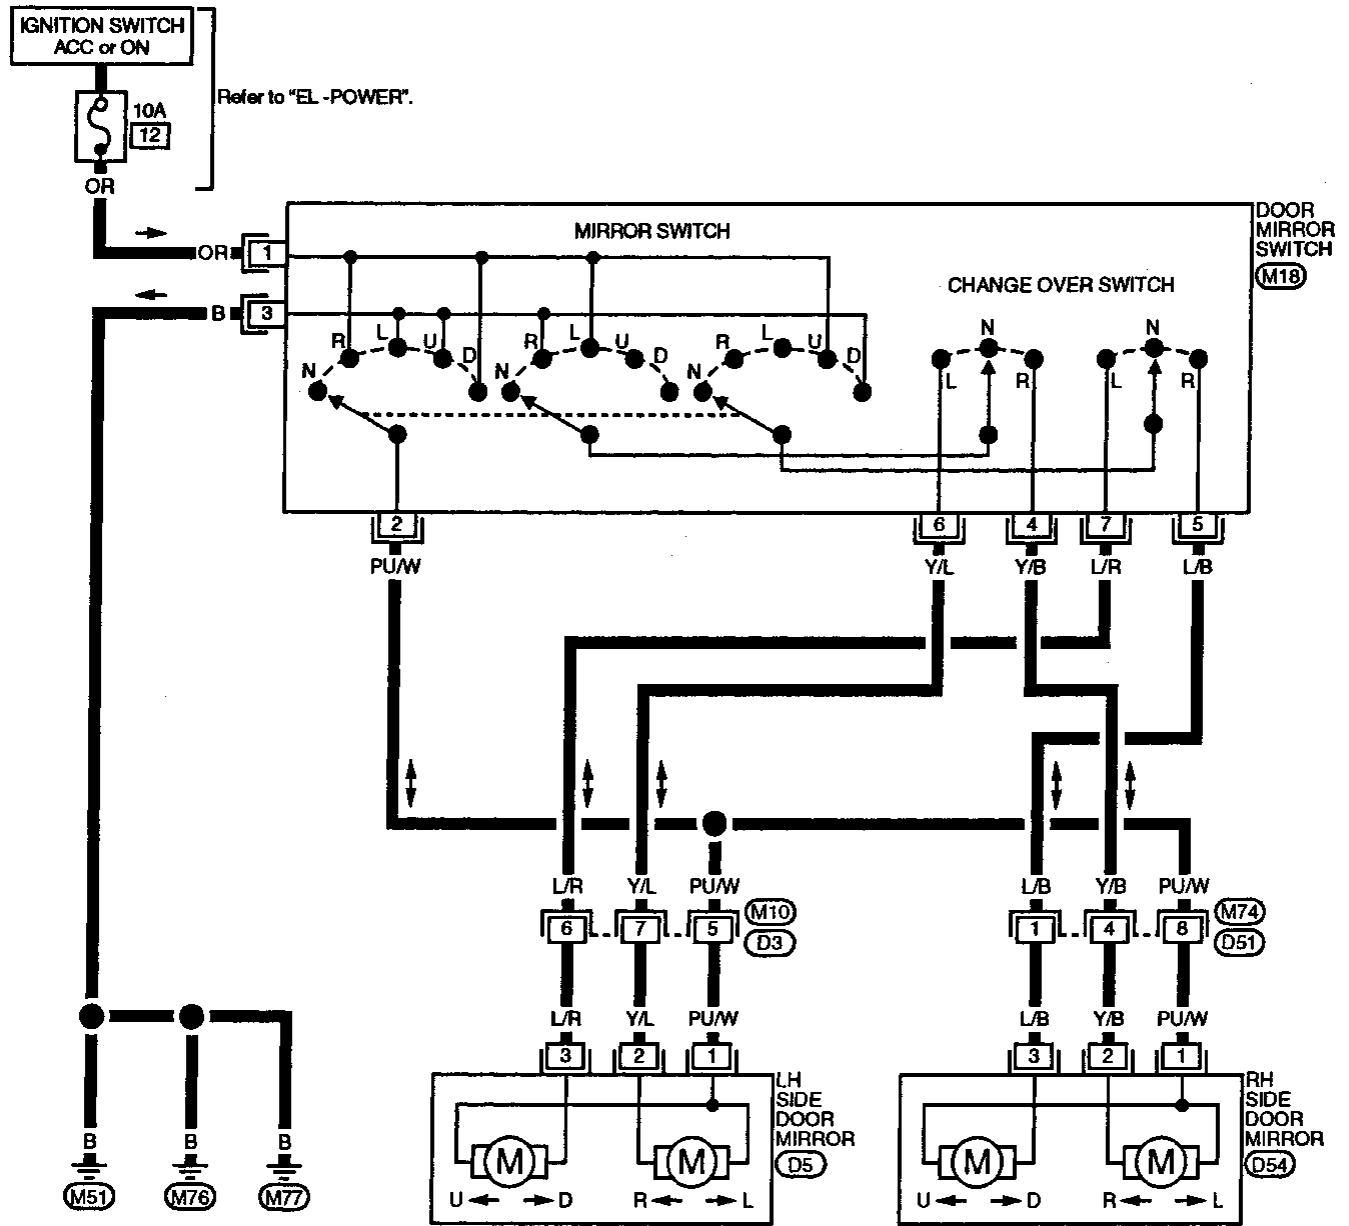 IGNITION SWITCH
ACC or ON
Refer to "EL -POWER".
10A
12
OR
OR 1
B 3
MIRROR SWITCH
CHANGE OVER SWITCH
DOOR
MIRROR
SWITCH
M18
N R L U D
N R L U D
N R L U D
L N R
L N R
2 6 4 7 5
PU/W Y/L Y/B L/R L/B
L/R Y/L PU/W L/B Y/B PU/W
6 7 5 M10 1 4 8 M74
D3 D51
L/R Y/L PU/W L/B Y/B PU/W
3 2 1 3 2 1
LH
SIDE
DOOR
MIRROR
D5
RH
SIDE
DOOR
MIRROR
D54
M M M M
U D R L U D R L
B B B
M51 M76 M77